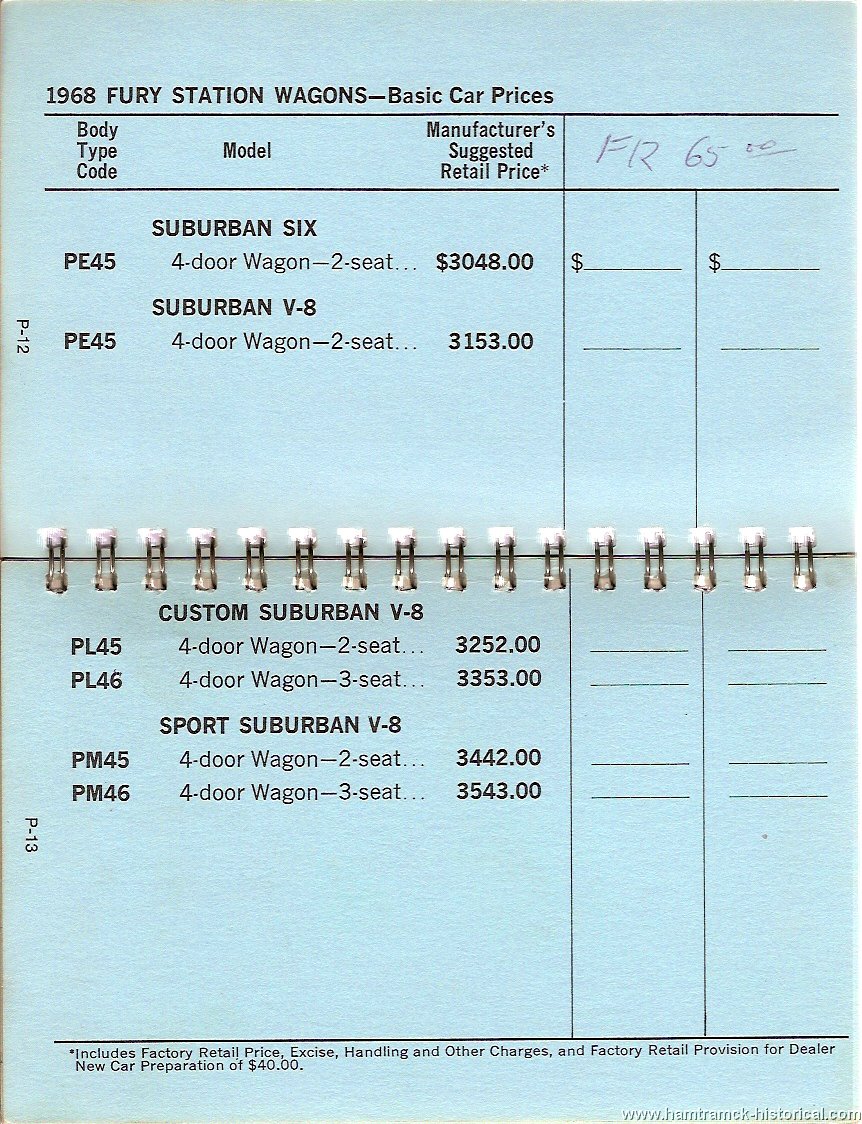 1968 FURY STATION WAGONS—Basic Car Prices
Body Type Code Model Manufacturer's Suggested Retail Price* FR 65 00
SUBURBAN SIX
PE45 4-door Wagon—2-seat... $3048.00 $______ $______
SUBURBAN V-8
PE45 4-door Wagon—2-seat... 3153.00
P-12
CUSTOM SUBURBAN V-8
PL45 4-door Wagon—2-seat... 3252.00
PL46 4-door Wagon—3-seat... 3353.00
SPORT SUBURBAN V-8
PM45 4-door Wagon—2-seat... 3442.00
PM46 4-door Wagon—3-seat... 3543.00
P-13
*Includes Factory Retail Price, Excise, Handling and Other Charges, and Factory Retail Provision for Dealer
New Car Preparation of $40.00.
www.hamtramck-historical.com